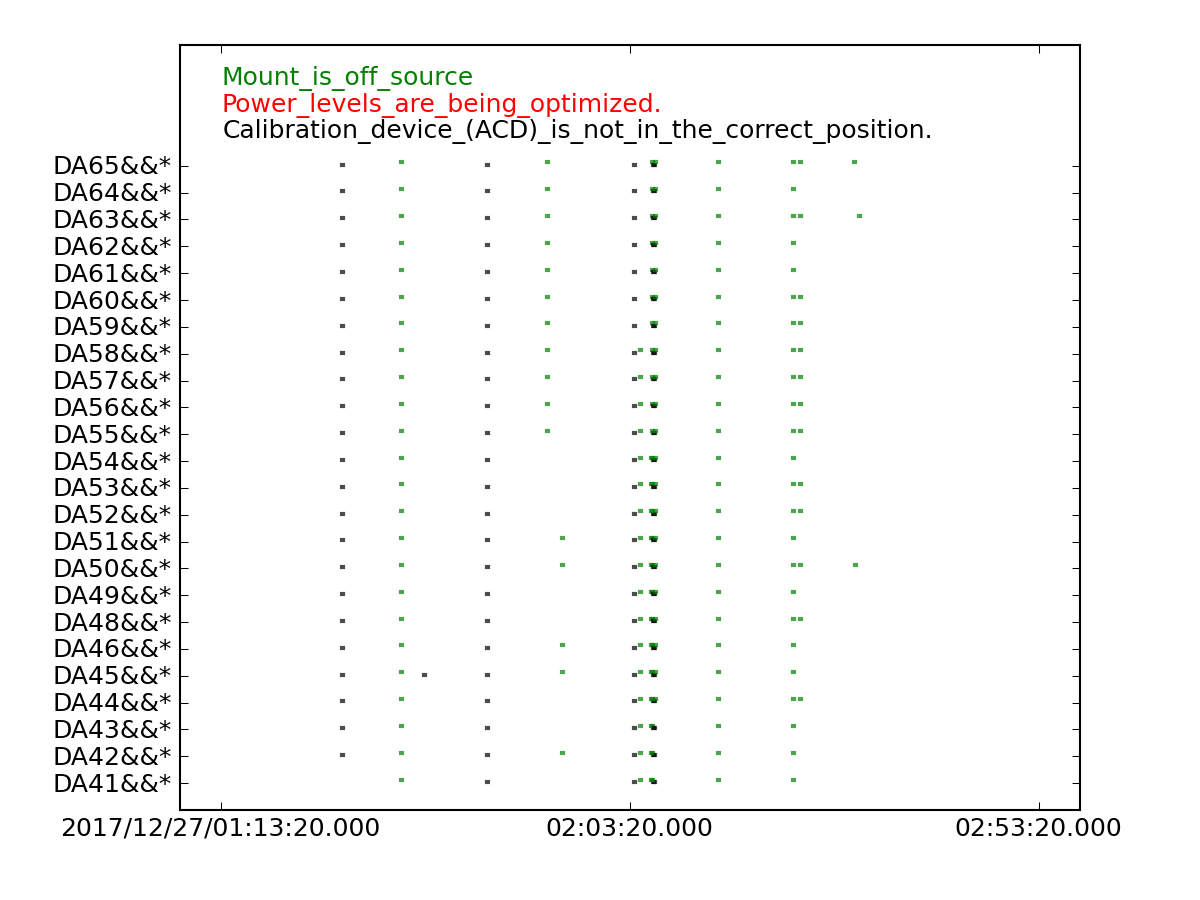 Mount_is_off_source
Power_levels_are_being_optimized.
Calibration_device_(ACD)_is_not_in_the_correct_position.
DA65&&*
DA64&&*
DA63&&*
DA62&&*
DA61&&*
DA60&&*
DA59&&*
DA58&&*
DA57&&*
DA56&&*
DA55&&*
DA54&&*
DA53&&*
DA52&&*
DA51&&*
DA50&&*
DA49&&*
DA48&&*
DA46&&*
DA45&&*
DA44&&*
DA43&&*
DA42&&*
DA41&&*
2017/12/27/01:13:20.000 02:03:20.000 02:53:20.000